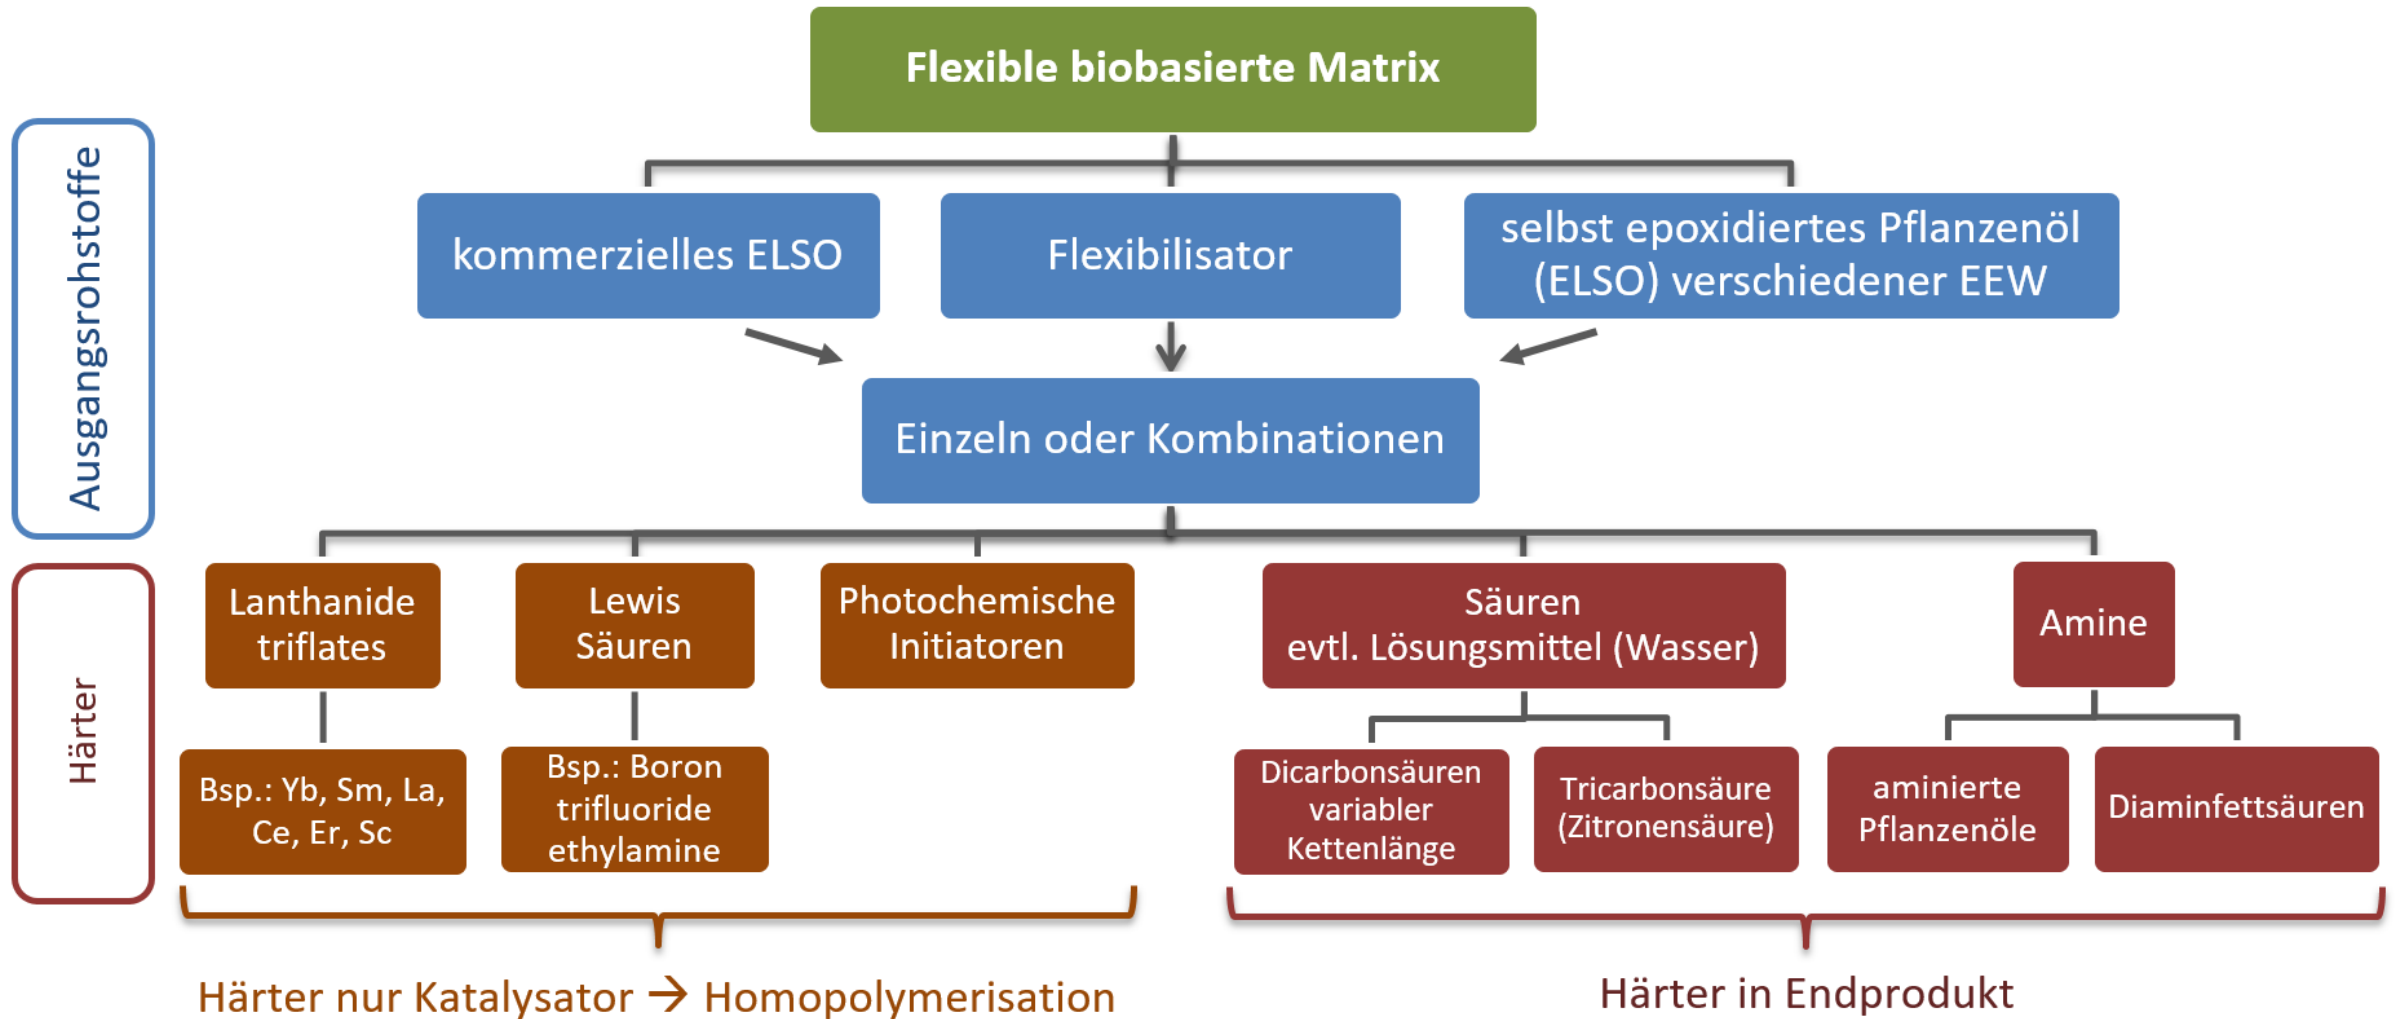 Flexible biobasierte Matrix
Ausgangsrohstoffe
kommerzielles ELSO
Flexibilisator
selbst epoxidiertes Pflanzenöl
(ELSO) verschiedener EEW
Einzeln oder Kombinationen
Härter
Lanthanide
triflates
Lewis
Säuren
Photochemische
Initiatoren
Säuren
evtl. Lösungsmittel (Wasser)
Amine
Bsp.: Yb, Sm, La,
Ce, Er, Sc
Bsp.: Boron
trifluoride
ethylamine
Dicarbonsäuren
variabler
Kettenlänge
Tricarbonsäure
(Zitronensäure)
aminierte
Pflanzenöle
Diaminfettsäuren
Härter nur Katalysator → Homopolymerisation
Härter in Endprodukt